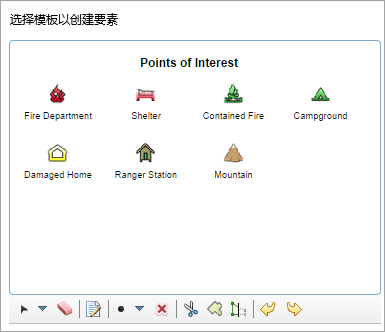 选择模板以创建要素
Points of Interest
Fire Department Shelter Contained Fire Campground
Damaged Home Ranger Station Mountain